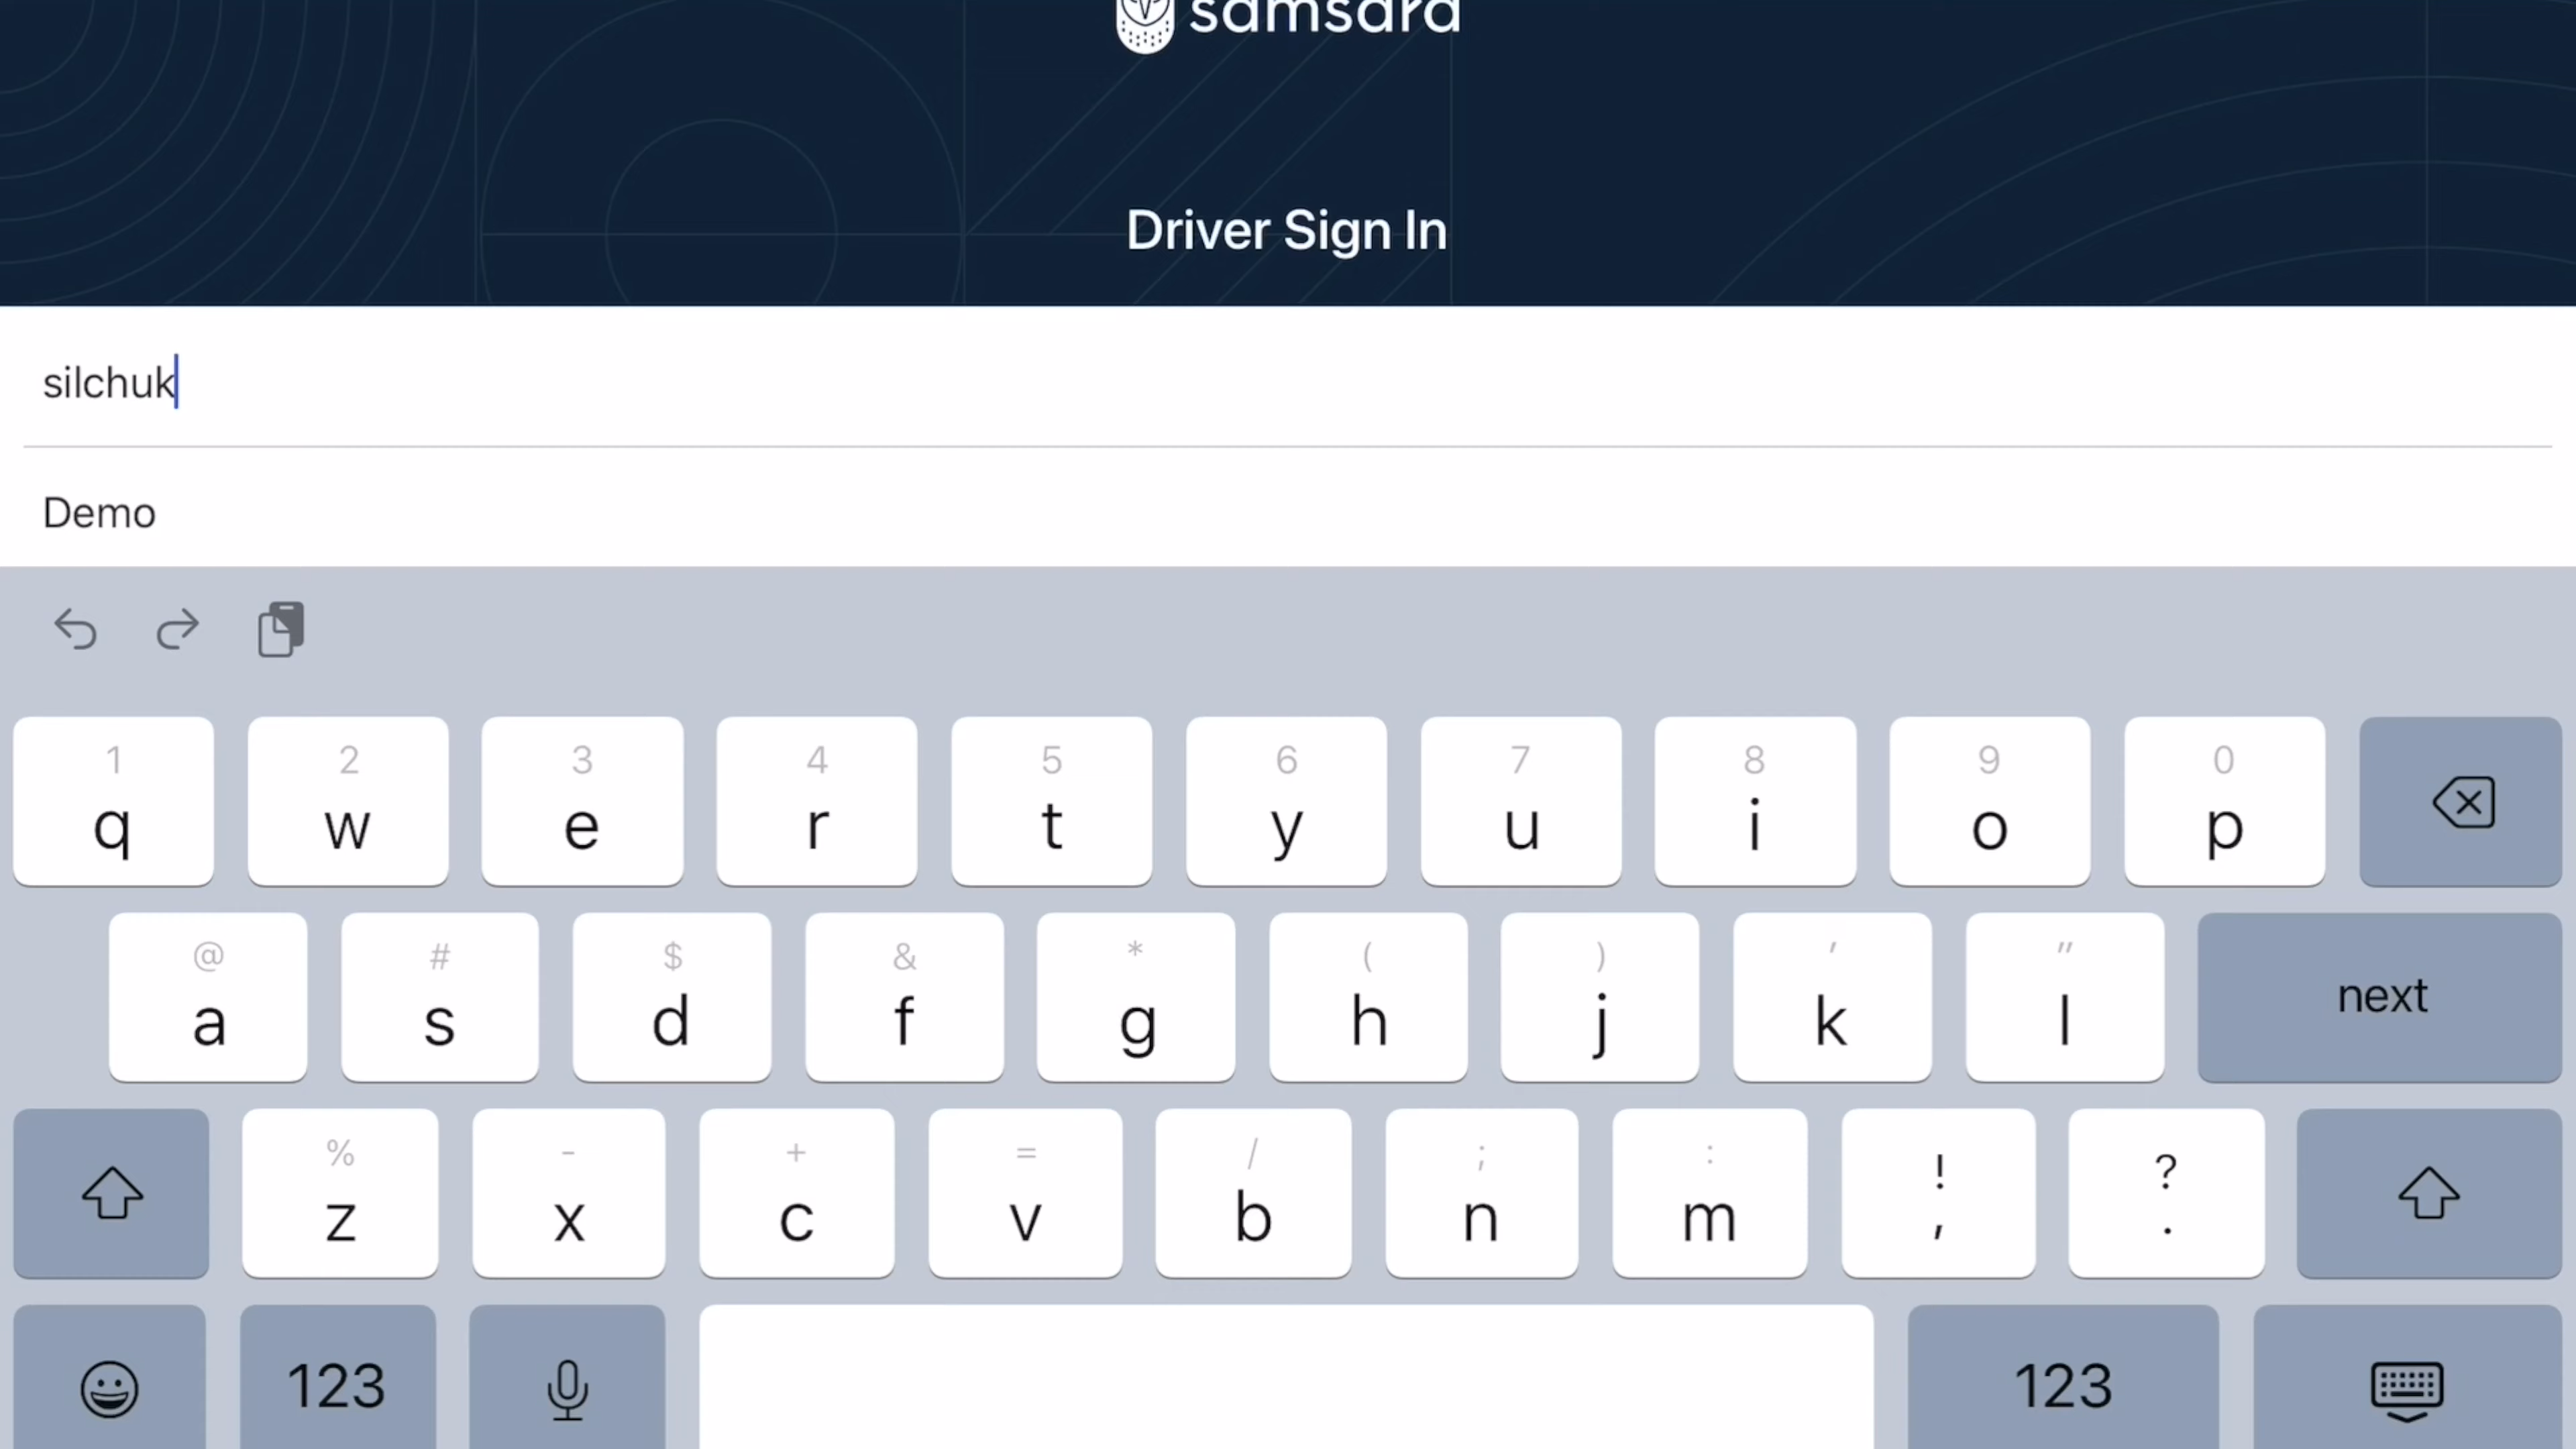 samsara
Driver Sign In
silchuk
Demo
1 2 3 4 5 6 7 8 9 0
q w e r t y u i o p
@ # $ & * ( ) ' "
a s d f g h j k l next
% - + = / ; : ! ?
z x c v b n m , .
123 123